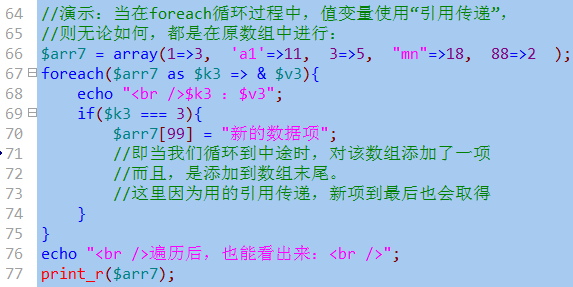 64 //演示：当在foreach循环过程中，值变量使用“引用传递”，
65 //则无论如何，都是在原数组中进行：
66 $arr7 = array(1=>3, 'a1'=>11, 3=>5, "mn"=>18, 88=>2 );
67 foreach($arr7 as $k3 => & $v3){
68 echo "<br />$k3 : $v3";
69 if($k3 === 3){
70 $arr7[99] = "新的数据项";
71 //即当我们循环到中途时，对该数组添加了一项
72 //而且，是添加到数组末尾。
73 //这里因为用的引用传递，新项到最后也会取得
74 }
75 }
76 echo "<br />遍历后，也能看出来：<br />";
77 print_r($arr7);